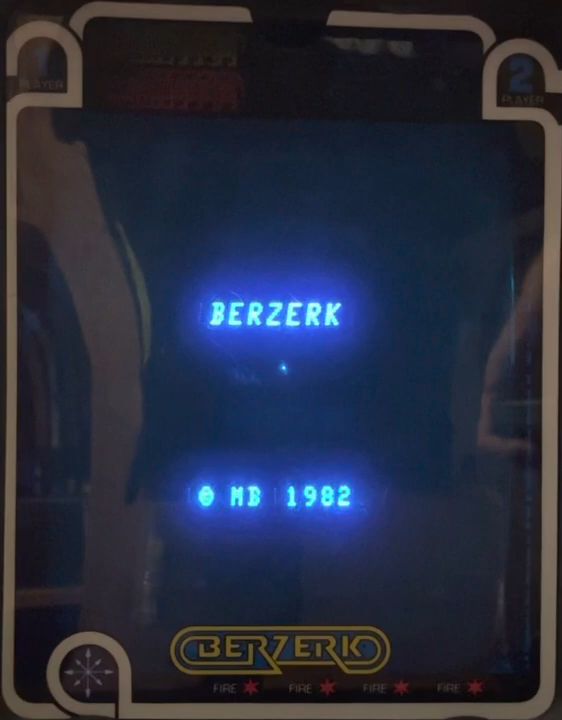 1 2
PLAYER PLAYER
BERZERK
© MB 1982
BERZERK
FIRE FIRE FIRE FIRE